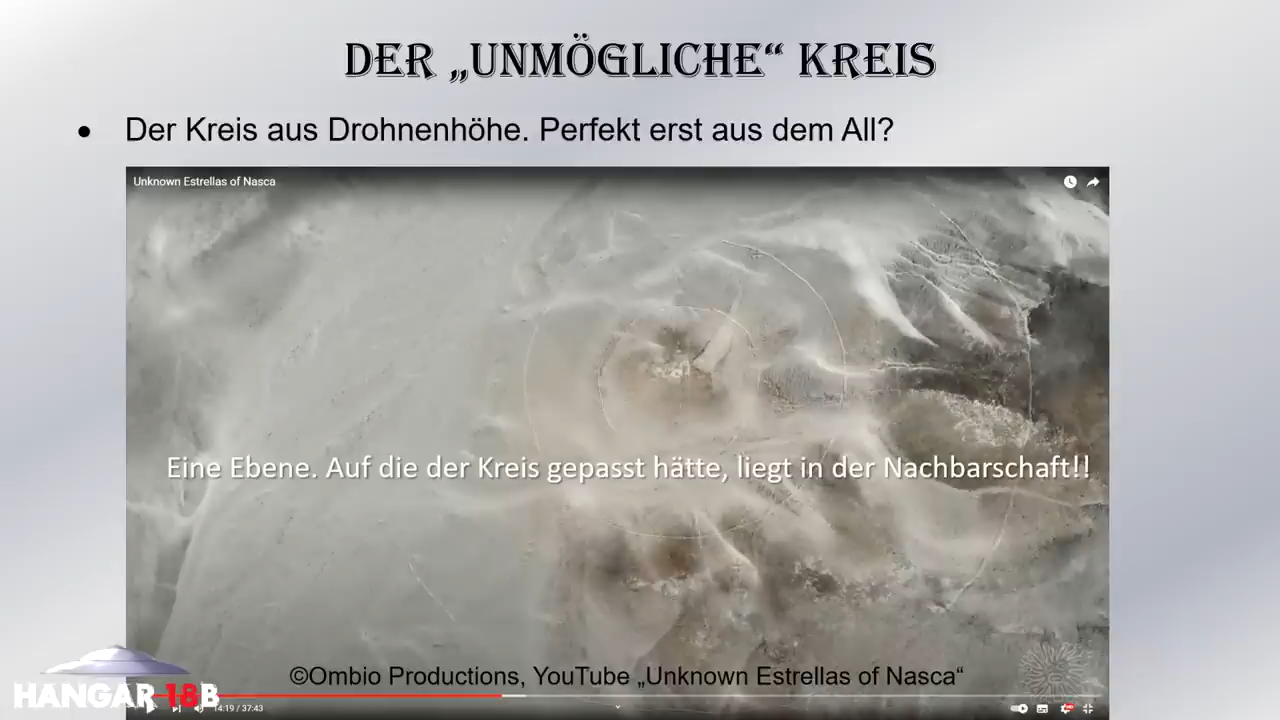 DER „UNMÖGLICHE“ KREIS
• Der Kreis aus Drohnenhöhe. Perfekt erst aus dem All?
Unknown Estrellas of Nasca
Eine Ebene. Auf die der Kreis gepasst hätte, liegt in der Nachbarschaft!!
©Ombio Productions, YouTube „Unknown Estrellas of Nasca“
HANGAR 18B
14:19 / 37:43